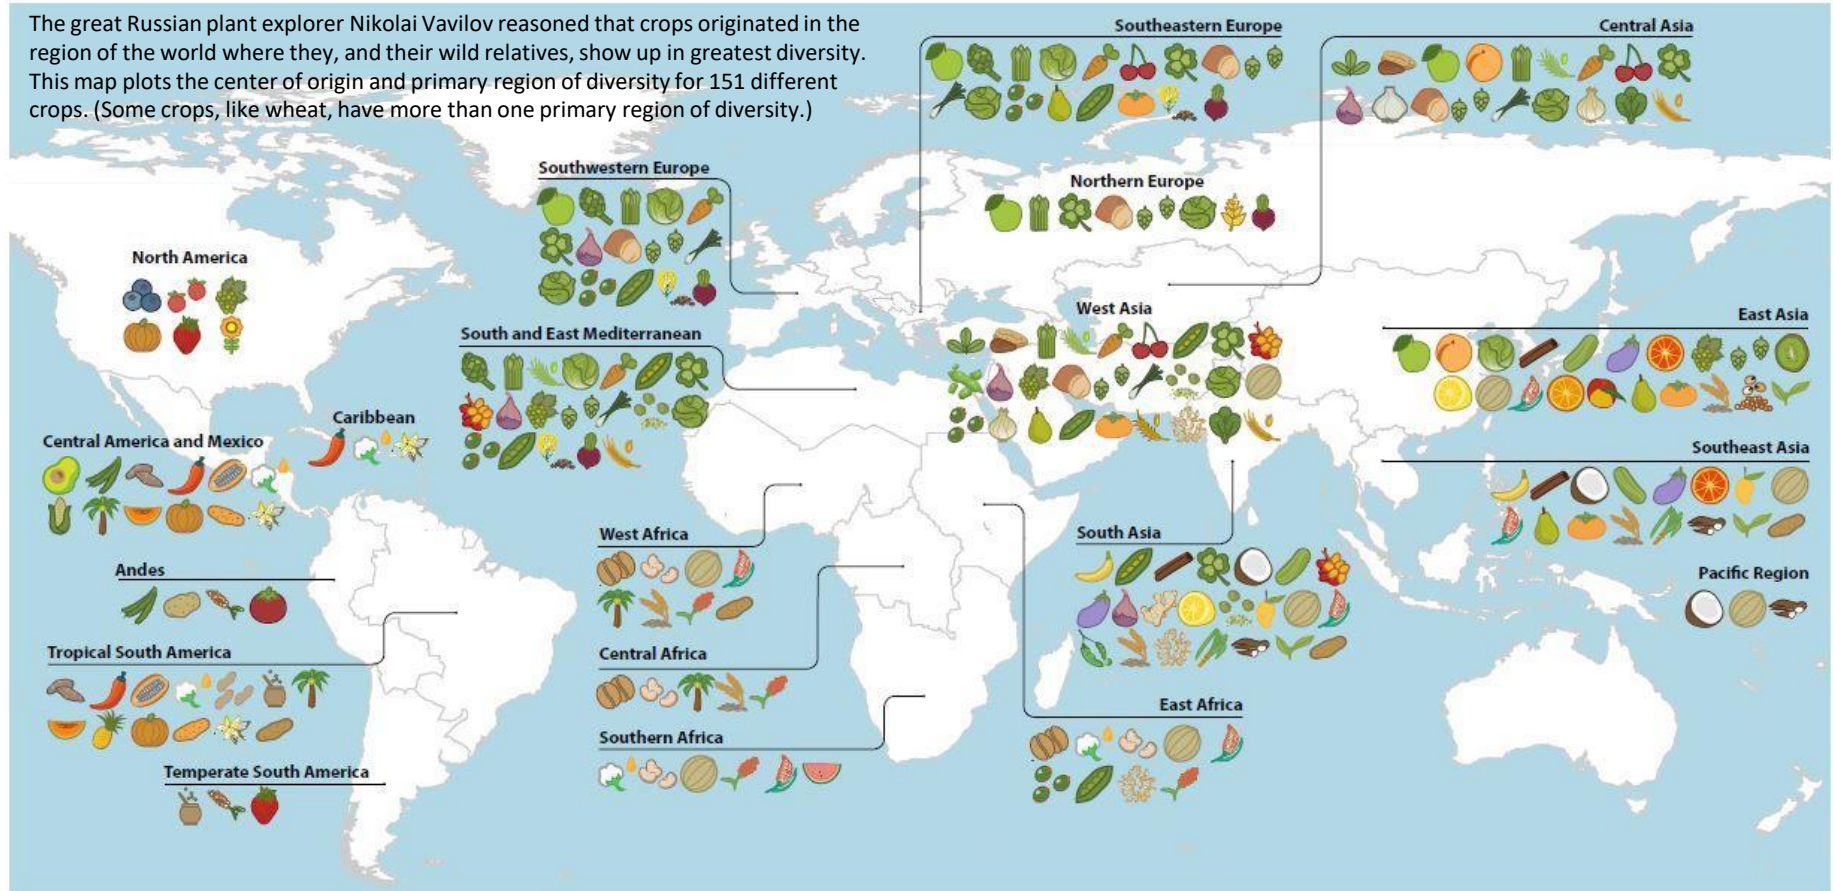 The great Russian plant explorer Nikolai Vavilov reasoned that crops originated in the
region of the world where they, and their wild relatives, show up in greatest diversity.
This map plots the center of origin and primary region of diversity for 151 different
crops. (Some crops, like wheat, have more than one primary region of diversity.)
Southeastern Europe
Central Asia
Southwestern Europe
Northern Europe
North America
West Asia
East Asia
South and East Mediterranean
Caribbean
Central America and Mexico
Southeast Asia
West Africa
South Asia
Andes
Pacific Region
Tropical South America
Central Africa
East Africa
Southern Africa
Temperate South America